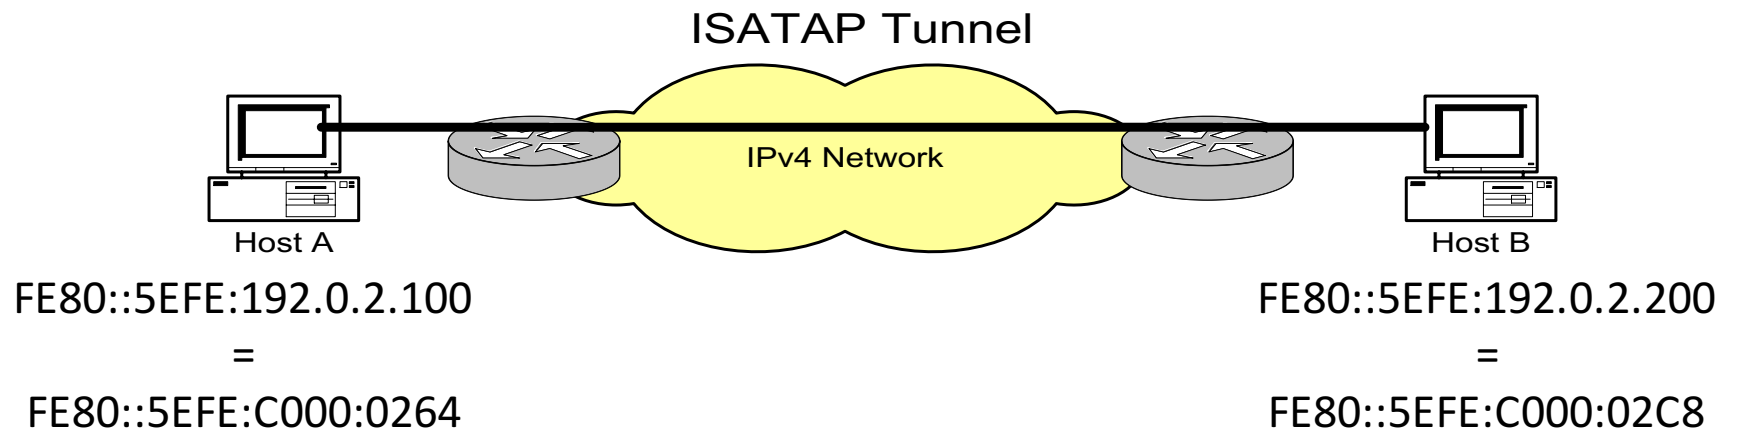 ISATAP Tunnel
IPv4 Network
Host A
Host B
FE80::5EFE:192.0.2.100
=
FE80::5EFE:C000:0264
FE80::5EFE:192.0.2.200
=
FE80::5EFE:C000:02C8